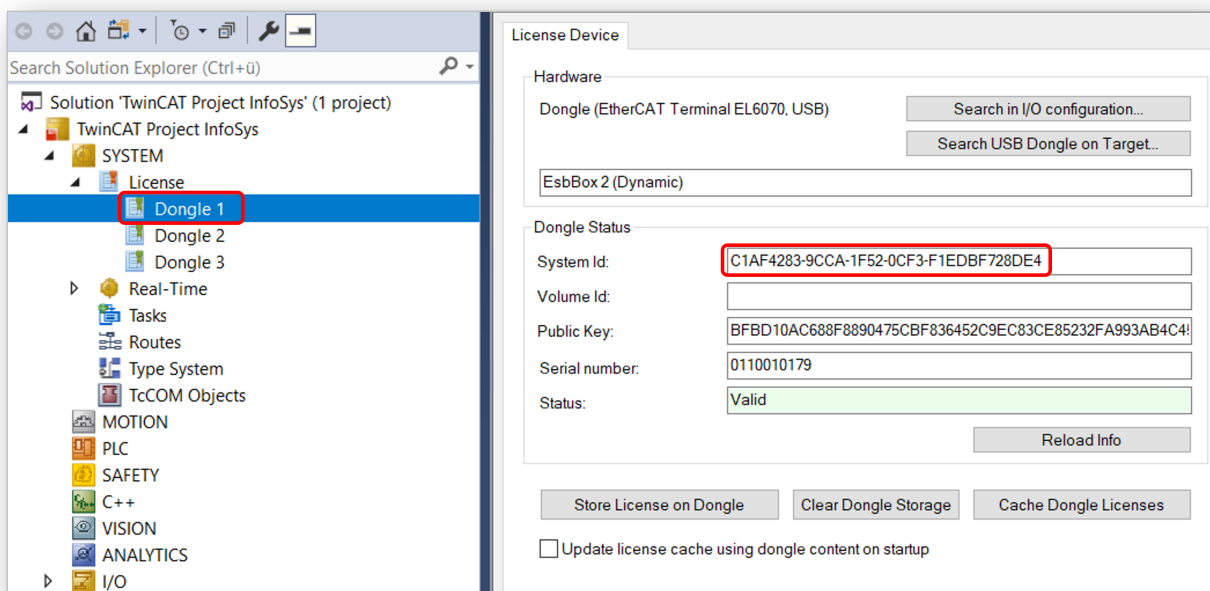 Search Solution Explorer (Ctrl+ü)
Solution 'TwinCAT Project InfoSys' (1 project)
TwinCAT Project InfoSys
SYSTEM
License
Dongle 1
Dongle 2
Dongle 3
Real-Time
Tasks
Routes
Type System
TcCOM Objects
MOTION
PLC
SAFETY
C++
VISION
ANALYTICS
I/O
License Device
Hardware
Dongle (EtherCAT Terminal EL6070, USB)
Search in I/O configuration...
Search USB Dongle on Target...
EsbBox 2 (Dynamic)
Dongle Status
System Id: C1AF4283-9CCA-1F52-0CF3-F1EDBF728DE4
Volume Id:
Public Key: BFBD10AC688F8890475CBF836452C9EC83CE85232FA993AB4C4
Serial number: 0110010179
Status: Valid
Reload Info
Store License on Dongle Clear Dongle Storage Cache Dongle Licenses
Update license cache using dongle content on startup